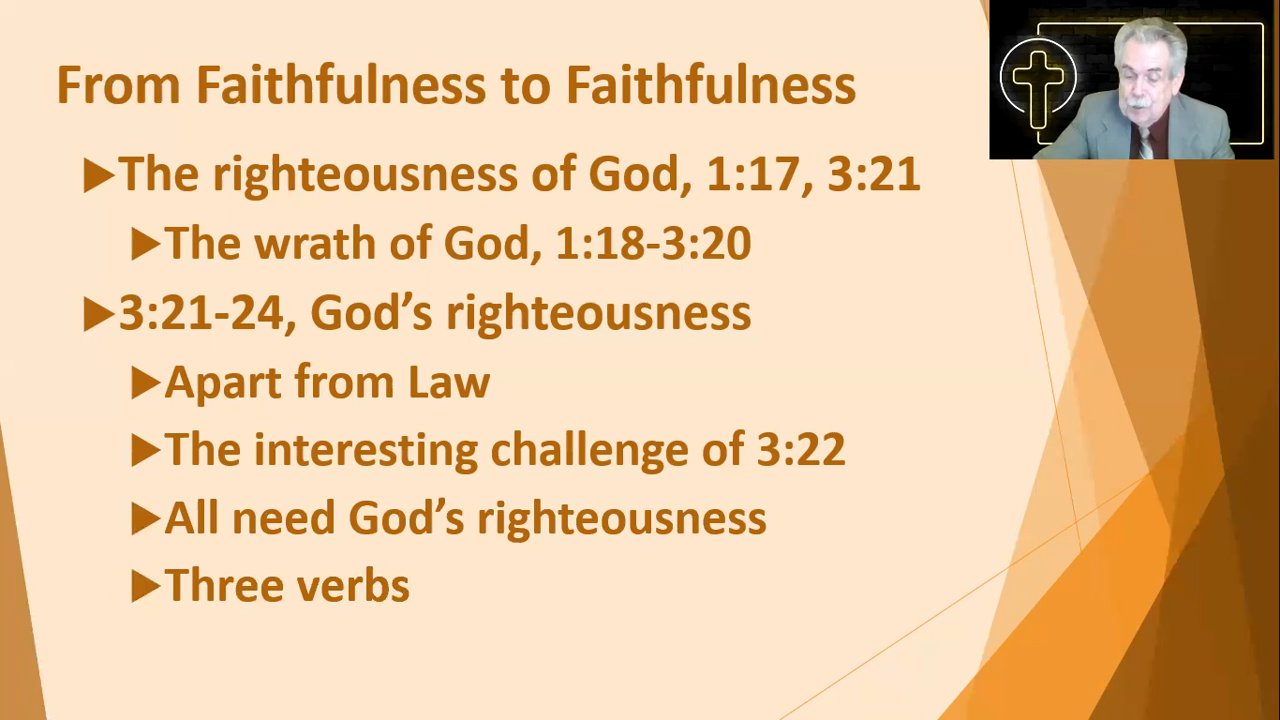 From Faithfulness to Faithfulness
The righteousness of God, 1:17, 3:21
The wrath of God, 1:18-3:20
3:21-24, God’s righteousness
Apart from Law
The interesting challenge of 3:22
All need God’s righteousness
Three verbs